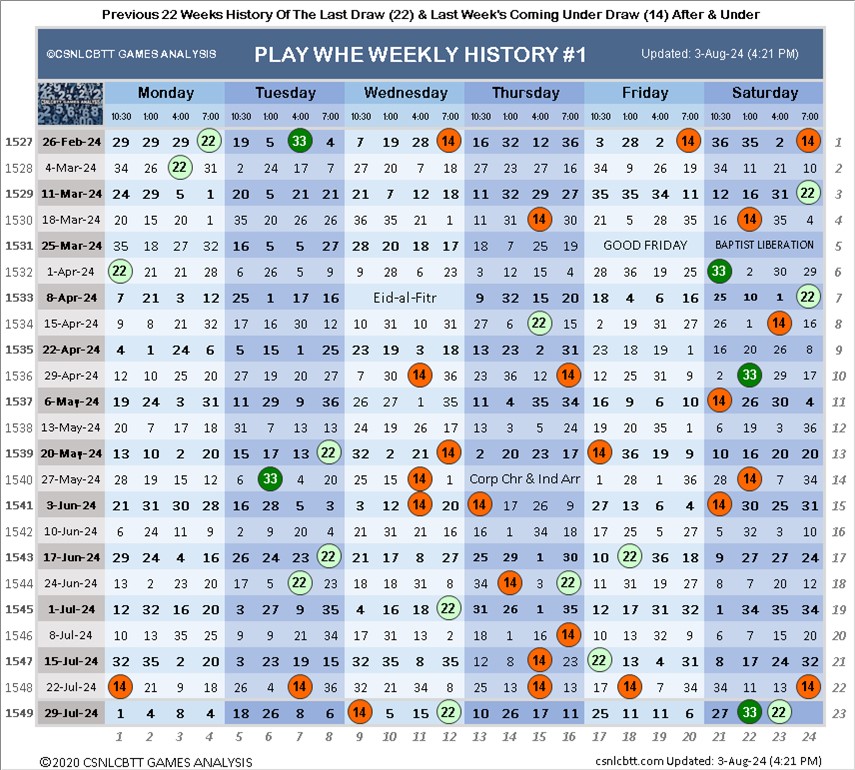 Previous 22 Weeks History Of The Last Draw (22) & Last Week's Coming Under Draw (14) After & Under
©CSNLCBTT GAMES ANALYSIS PLAY WHE WEEKLY HISTORY #1 Updated: 3-Aug-24 (4:21 PM)
CSNLCBTT GAMES ANALYSIS Monday Tuesday Wednesday Thursday Friday Saturday
10:30 1:00 4:00 7:00 10:30 1:00 4:00 7:00 10:30 1:00 4:00 7:00 10:30 1:00 4:00 7:00 10:30 1:00 4:00 7:00 10:30 1:00 4:00 7:00
1527 26-Feb-24 29 29 29 22 19 5 33 4 7 19 28 14 16 32 12 36 3 28 2 14 36 35 2 14 1
1528 4-Mar-24 34 26 22 31 2 24 17 7 27 20 7 18 27 23 27 16 34 9 26 19 34 11 21 10 2
1529 11-Mar-24 24 29 5 1 20 5 21 21 21 7 12 18 11 32 29 27 35 35 34 11 12 16 31 22 3
1530 18-Mar-24 20 15 20 1 35 20 26 26 36 35 21 1 11 31 14 30 21 5 28 35 16 14 35 4 4
1531 25-Mar-24 35 18 27 32 16 5 5 27 28 20 18 17 18 7 25 19 GOOD FRIDAY BAPTIST LIBERATION 5
1532 1-Apr-24 22 21 21 28 6 26 5 9 9 28 6 23 3 12 15 4 28 36 19 25 33 2 30 29 6
1533 8-Apr-24 7 21 3 12 25 1 17 16 Eid-al-Fitr 9 32 15 20 18 4 6 16 25 10 1 22 7
1534 15-Apr-24 9 8 21 32 17 16 30 12 10 31 10 31 27 6 22 15 2 19 31 27 26 1 14 16 8
1535 22-Apr-24 4 1 24 6 5 15 1 25 23 19 3 18 13 23 2 31 23 18 19 1 16 20 26 8 9
1536 29-Apr-24 12 10 25 20 27 19 20 27 7 30 14 36 23 36 12 14 12 25 31 9 2 33 29 17 10
1537 6-May-24 19 24 3 31 11 29 9 36 26 27 1 35 11 4 35 34 16 9 6 10 14 26 30 4 11
1538 13-May-24 20 7 17 18 31 7 13 13 24 19 26 17 13 3 5 24 19 20 35 1 6 19 3 36 12
1539 20-May-24 13 10 2 20 15 17 13 22 32 2 21 14 2 20 23 17 14 36 19 9 10 16 20 20 13
1540 27-May-24 28 19 15 12 6 33 4 20 25 15 14 1 Corp Chr & Ind Arr 1 28 1 36 28 14 7 34 14
1541 3-Jun-24 21 31 30 28 16 28 5 3 3 12 14 20 14 17 26 9 27 13 6 4 14 30 25 31 15
1542 10-Jun-24 6 24 11 9 2 9 20 4 21 31 21 16 16 1 34 18 17 25 5 27 5 32 3 10 16
1543 17-Jun-24 29 24 4 16 26 24 23 22 21 17 8 27 25 29 1 30 10 22 36 18 9 27 27 24 17
1544 24-Jun-24 13 2 23 20 17 5 22 23 18 18 31 8 34 14 3 22 11 31 19 27 8 7 20 12 18
1545 1-Jul-24 12 32 16 20 3 27 9 35 4 16 18 22 31 26 1 35 12 17 31 32 1 34 35 34 19
1546 8-Jul-24 10 13 35 25 9 9 21 34 17 31 13 2 18 1 16 14 10 13 32 9 6 7 15 20 20
1547 15-Jul-24 32 35 2 20 3 23 19 15 32 35 8 35 12 8 14 23 22 13 4 31 8 17 24 32 21
1548 22-Jul-24 14 21 9 18 26 4 14 36 32 21 34 8 25 13 14 13 17 14 18 7 34 11 13 14 22
1549 29-Jul-24 1 4 8 4 18 26 8 6 14 5 15 22 10 26 17 11 25 11 11 6 27 33 22 23
1 2 3 4 5 6 7 8 9 10 11 12 13 14 15 16 17 18 19 20 21 22 23 24
©2020 CSNLCBTT GAMES ANALYSIS csnlcbtt.com Updated: 3-Aug-24 (4:21 PM)